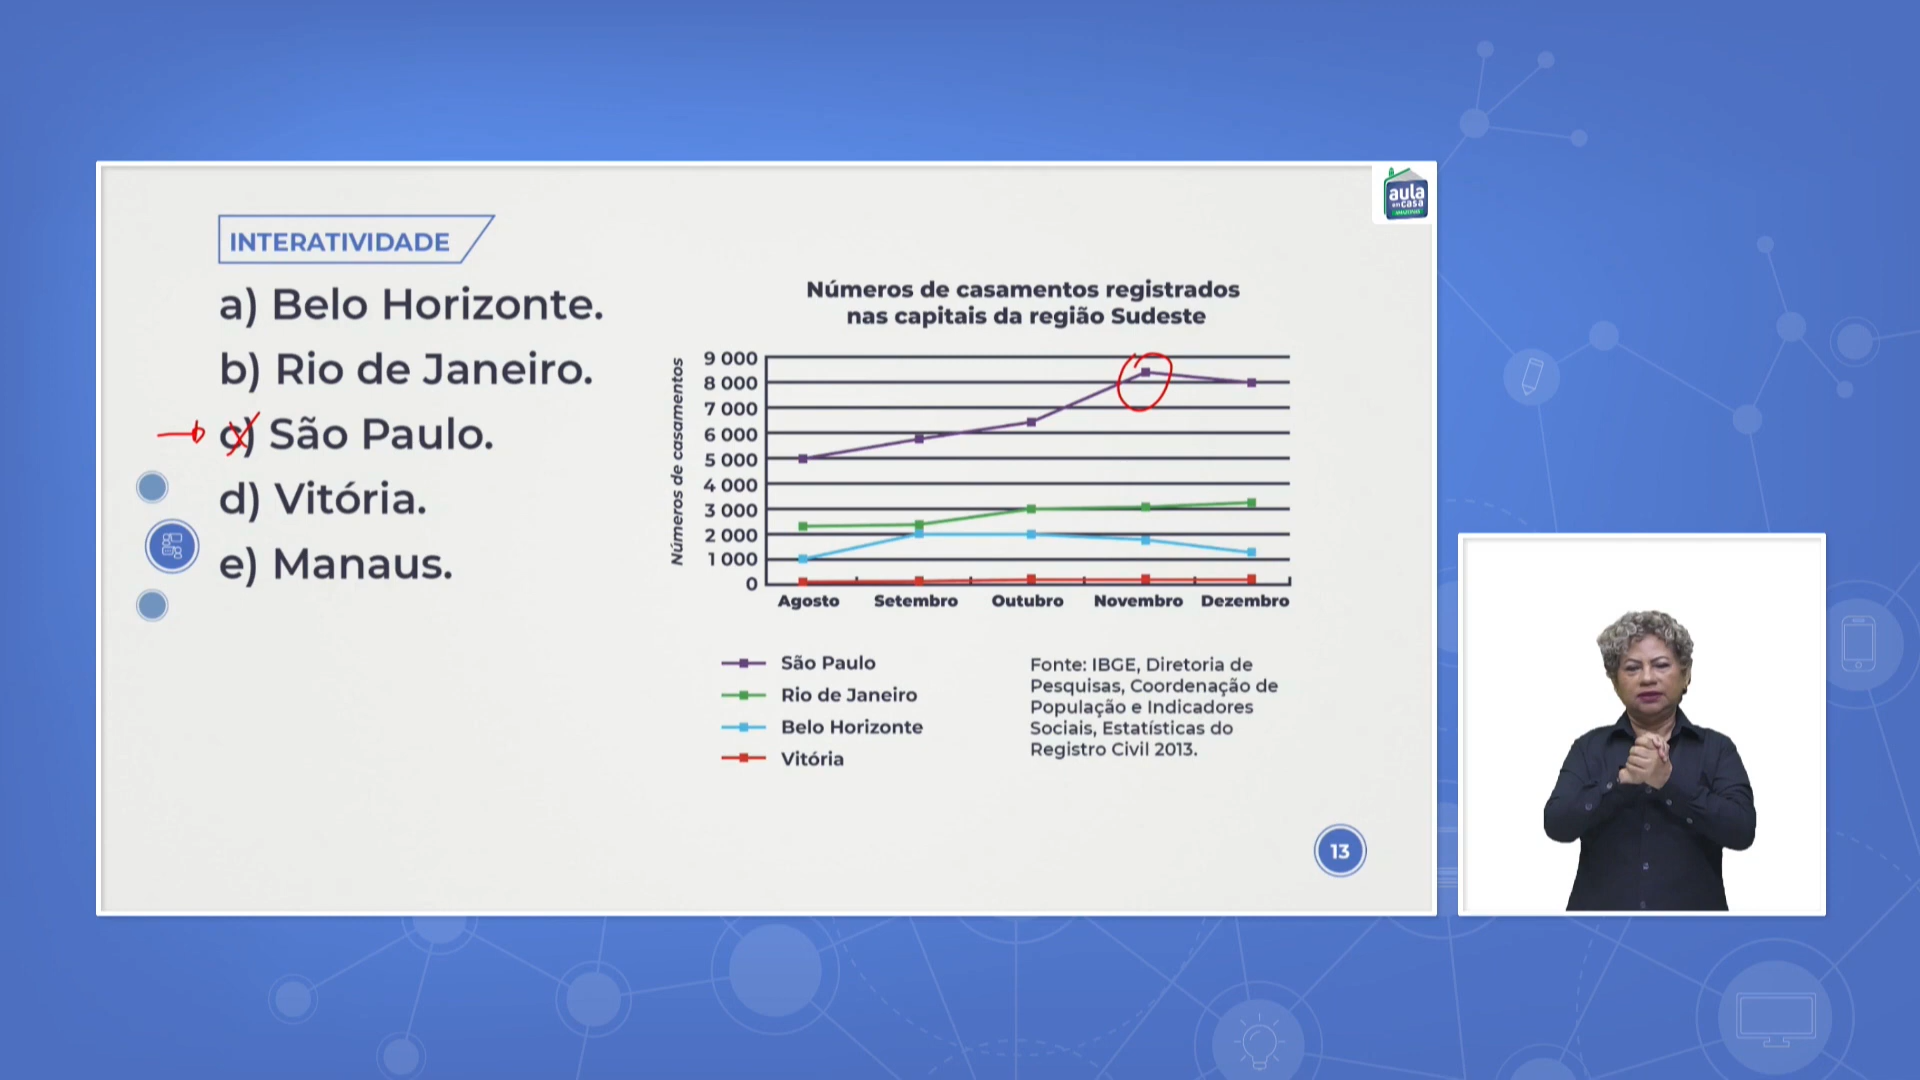 aula
em casa
INTERATIVIDADE
a) Belo Horizonte.
b) Rio de Janeiro.
c) São Paulo.
d) Vitória.
e) Manaus.
Números de casamentos registrados
nas capitais da região Sudeste
Números de casamentos
9 000
8 000
7 000
6 000
5 000
4 000
3 000
2 000
1 000
0
Agosto Setembro Outubro Novembro Dezembro
São Paulo
Rio de Janeiro
Belo Horizonte
Vitória
Fonte: IBGE, Diretoria de
Pesquisas, Coordenação de
População e Indicadores
Sociais, Estatísticas do
Registro Civil 2013.
13